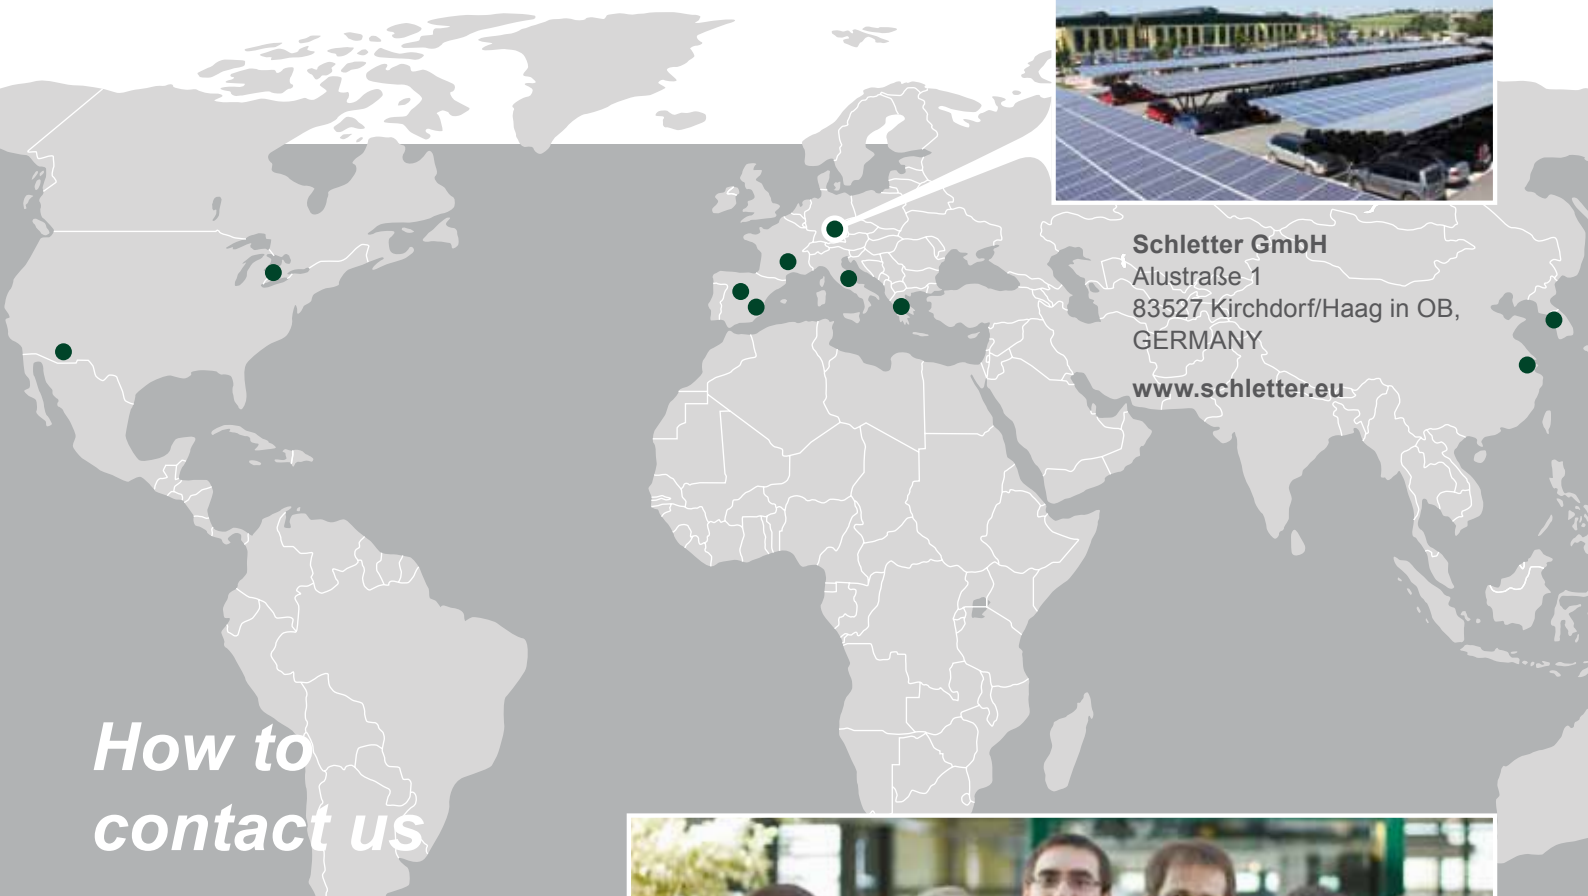 Schletter GmbH
Alustraße 1
83527 Kirchdorf/Haag in OB,
GERMANY
www.schletter.eu
How to
contact us